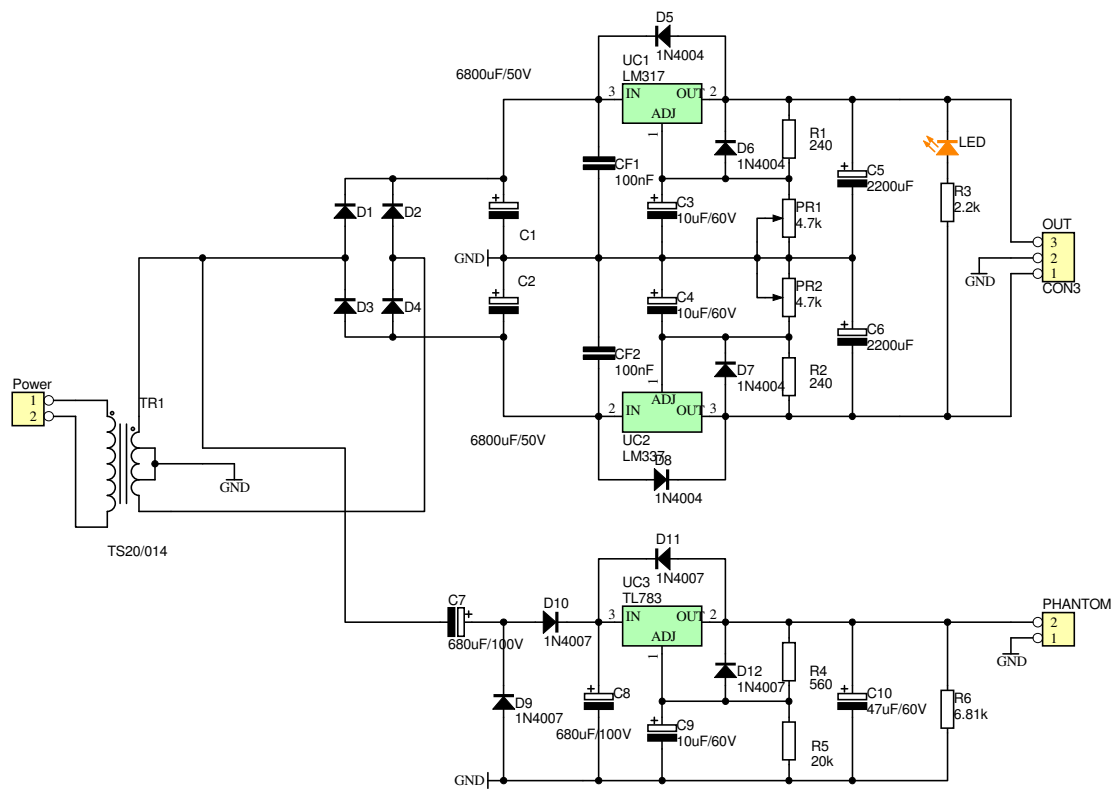 D5
1N4004
UC1
LM317
6800uF/50V
3 IN OUT 2
ADJ
1
D6
1N4004
R1
240
LED
CF1
100nF
C5
2200uF
R3
2.2k
D1
D2
C3
10uF/60V
PR1
4.7k
C1
OUT
3
2
1
GND
CON3
GND
C2
D3
D4
C4
10uF/60V
PR2
4.7k
C6
2200uF
CF2
100nF
D7
1N4004
R2
240
1
ADJ
2 IN OUT 3
UC2
LM337
6800uF/50V
D8
1N4004
Power
1
2
TR1
GND
TS20/014
D11
1N4007
UC3
TL783
C7
680uF/100V
D10
1N4007
3 IN OUT 2
ADJ
1
PHANTOM
2
1
GND
D12
1N4007
R4
560
D9
1N4007
C8
680uF/100V
C10
47uF/60V
R6
6.81k
C9
10uF/60V
R5
20k
GND